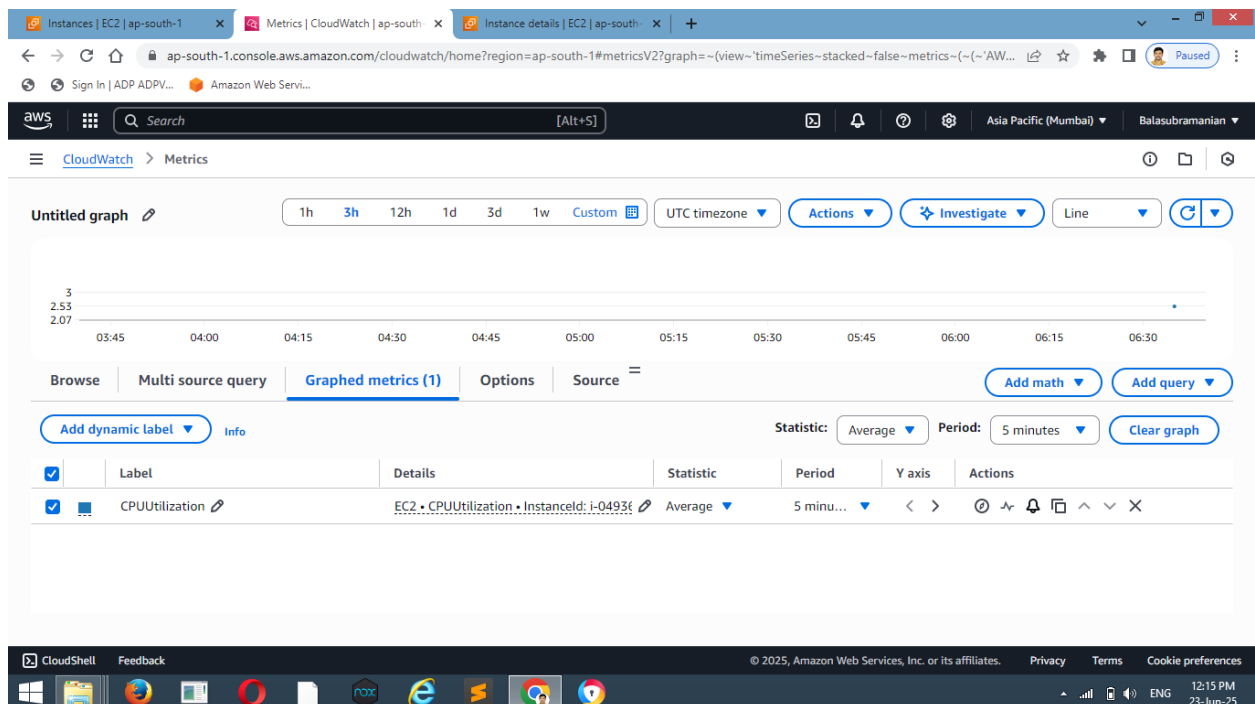 Instances | EC2 | ap-south-1
Metrics | CloudWatch | ap-south-
Instance details | EC2 | ap-south-
ap-south-1.console.aws.amazon.com/cloudwatch/home?region=ap-south-1#metricsV2?graph=~(view~'timeSeries~stacked~false~metrics~(~(~'AW...
Paused
Sign In | ADP ADPV...
Amazon Web Servi...
aws
Search
[Alt+S]
Asia Pacific (Mumbai)
Balasubramanian
CloudWatch > Metrics
Untitled graph
1h 3h 12h 1d 3d 1w Custom
UTC timezone
Actions
Investigate
Line
3
2.53
2.07
03:45 04:00 04:15 04:30 04:45 05:00 05:15 05:30 05:45 06:00 06:15 06:30
Browse
Multi source query
Graphed metrics (1)
Options
Source
Add math
Add query
Add dynamic label
Info
Statistic: Average
Period: 5 minutes
Clear graph
Label Details Statistic Period Y axis Actions
CPUUtilization EC2 • CPUUtilization • InstanceId: i-04936 Average 5 minu...
CloudShell Feedback
© 2025, Amazon Web Services, Inc. or its affiliates. Privacy Terms Cookie preferences
nox
ENG
12:15 PM
23-Jun-25